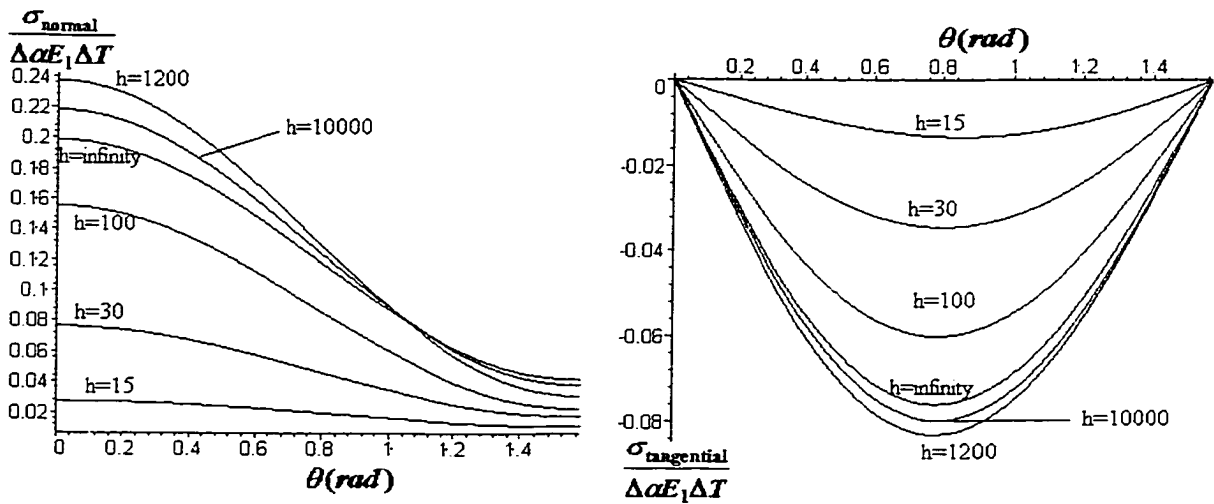 σnormal
ΔαE1ΔT
0.24
0.22
0.2
0.18
0.16
0.14
0.12
0.1
0.08
0.06
0.04
0.02
h=1200
h=10000
h=infinity
h=100
h=30
h=15
0 0.2 0.4 0.6 0.8 1 1.2 1.4
θ(rad)
θ(rad)
0.2 0.4 0.6 0.8 1 1.2 1.4
0
-0.02
-0.04
-0.06
-0.08
h=15
h=30
h=100
h=infinity
h=10000
h=1200
σtangential
ΔαE1ΔT